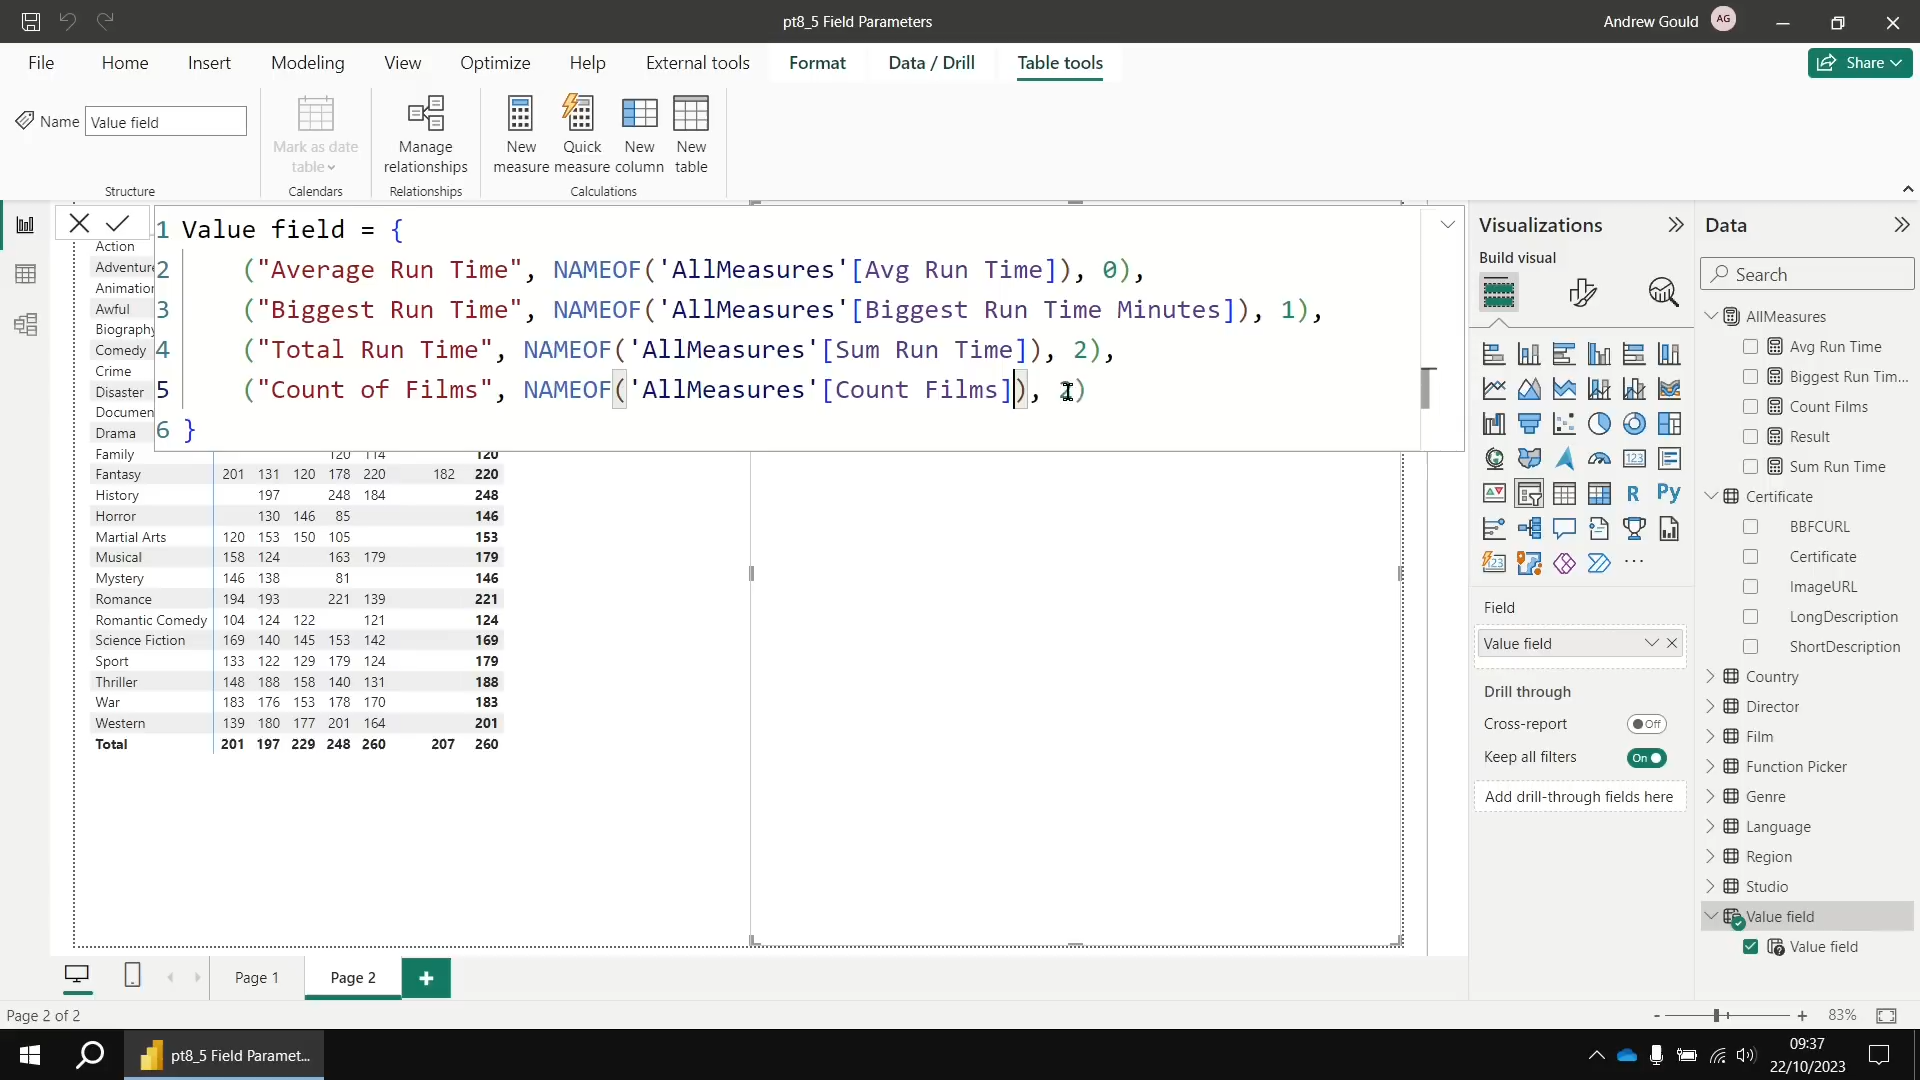 pt8_5 Field Parameters
Andrew Gould
AG
File
Home
Insert
Modeling
View
Optimize
Help
External tools
Format
Data / Drill
Table tools
Share
Name
Value field
Mark as date table
Manage relationships
New measure
Quick measure
New column
New table
Structure
Calendars
Relationships
Calculations
1 Value field = {
2 ("Average Run Time", NAMEOF('AllMeasures'[Avg Run Time]), 0),
3 ("Biggest Run Time", NAMEOF('AllMeasures'[Biggest Run Time Minutes]), 1),
4 ("Total Run Time", NAMEOF('AllMeasures'[Sum Run Time]), 2),
5 ("Count of Films", NAMEOF('AllMeasures'[Count Films]), 2)
6 }
Action
Adventure
Animation
Awful
Biography
Comedy
Crime
Disaster
Documen
Drama
Family 120 114 120
Fantasy 201 131 120 178 220 182 220
History 197 248 184 248
Horror 130 146 85 146
Martial Arts 120 153 150 105 153
Musical 158 124 163 179 179
Mystery 146 138 81 146
Romance 194 193 221 139 221
Romantic Comedy 104 124 122 121 124
Science Fiction 169 140 145 153 142 169
Sport 133 122 129 179 124 179
Thriller 148 188 158 140 131 188
War 183 176 153 178 170 183
Western 139 180 177 201 164 201
Total 201 197 229 248 260 207 260
Visualizations
Build visual
123
R
Py
123
Field
Value field
Drill through
Cross-report
Off
Keep all filters
On
Add drill-through fields here
Data
Search
AllMeasures
Avg Run Time
Biggest Run Tim...
Count Films
Result
Sum Run Time
Certificate
BBFCURL
Certificate
ImageURL
LongDescription
ShortDescription
Country
Director
Film
Function Picker
Genre
Language
Region
Studio
Value field
Value field
Page 1
Page 2
Page 2 of 2
- + 83%
pt8_5 Field Paramet...
09:37
22/10/2023